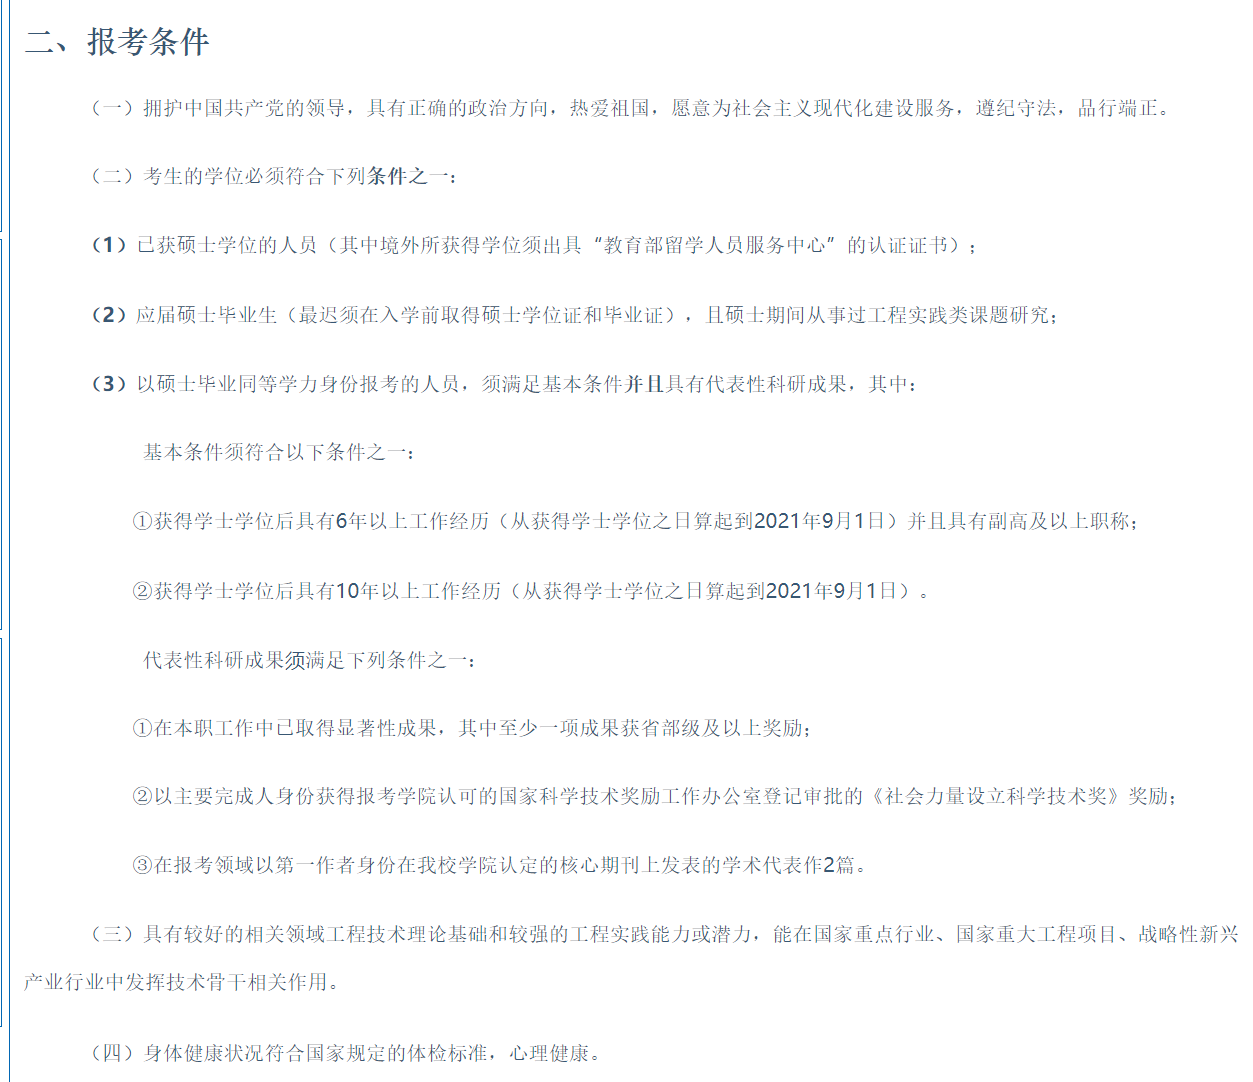 二、报考条件
（一）拥护中国共产党的领导，具有正确的政治方向，热爱祖国，愿意为社会主义现代化建设服务，遵纪守法，品行端正。
（二）考生的学位必须符合下列条件之一：
（1）已获硕士学位的人员（其中境外所获得学位须出具“教育部留学人员服务中心”的认证证书）；
（2）应届硕士毕业生（最迟须在入学前取得硕士学位证和毕业证），且硕士期间从事过工程实践类课题研究；
（3）以硕士毕业同等学力身份报考的人员，须满足基本条件并且具有代表性科研成果，其中：
基本条件须符合以下条件之一：
①获得学士学位后具有6年以上工作经历（从获得学士学位之日算起到2021年9月1日）并且具有副高及以上职称；
②获得学士学位后具有10年以上工作经历（从获得学士学位之日算起到2021年9月1日）。
代表性科研成果须满足下列条件之一：
①在本职工作中已取得显著性成果，其中至少一项成果获省部级及以上奖励；
②以主要完成人身份获得报考学院认可的国家科学技术奖励工作办公室登记审批的《社会力量设立科学技术奖》奖励；
③在报考领域以第一作者身份在我校学院认定的核心期刊上发表的学术代表作2篇。
（三）具有较好的相关领域工程技术理论基础和较强的工程实践能力或潜力，能在国家重点行业、国家重大工程项目、战略性新兴
产业行业中发挥技术骨干相关作用。
（四）身体健康状况符合国家规定的体检标准，心理健康。